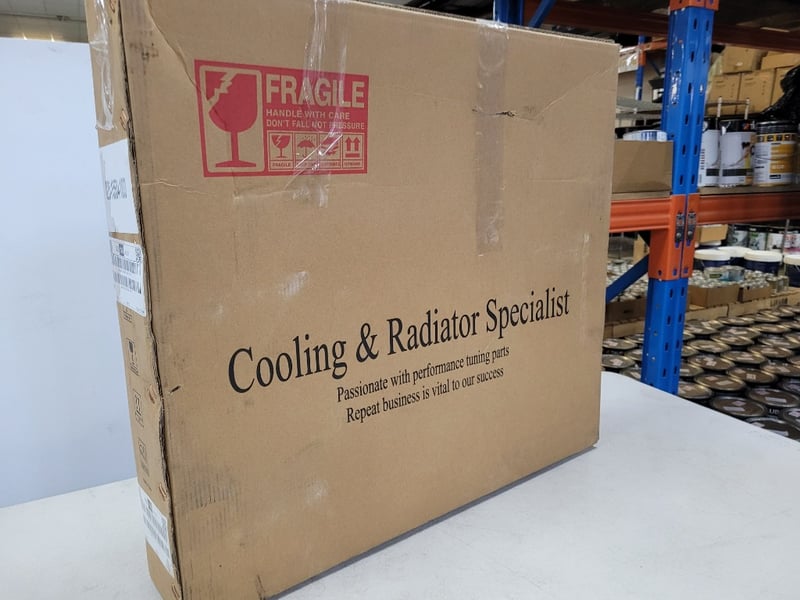 FRAGILE
HANDLE WITH CARE
DON'T FALL NOT PRESSURE
FRAGILE
Cooling & Radiator Specialist
Passionate with performance tuning parts
Repeat business is vital to our success